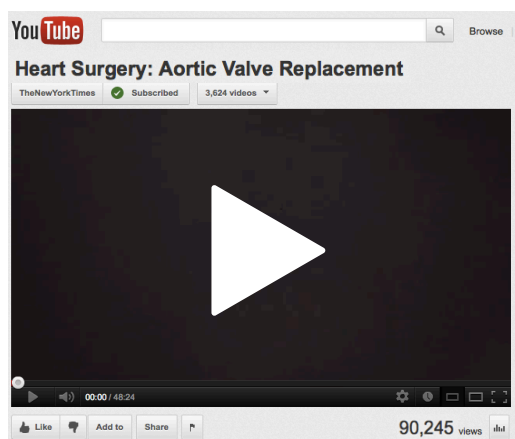 YouTube Browse
Heart Surgery: Aortic Valve Replacement
TheNewYorkTimes Subscribed 3,624 videos
00:00 / 48:24
Like Add to Share 90,245 views